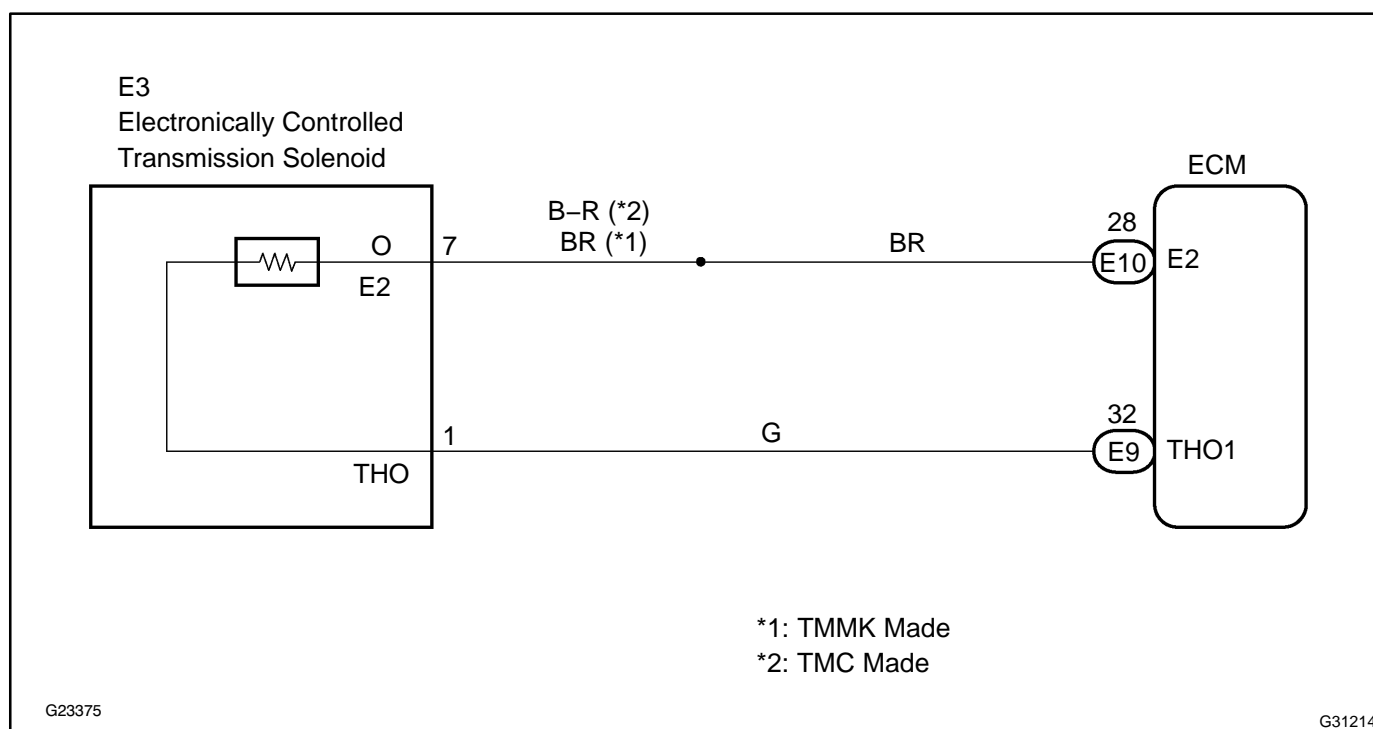 E3
Electronically Controlled
Transmission Solenoid
ECM
B−R (*2)
28
O
7
BR (*1)
BR
E10
E2
E2
32
1
G
E9
THO1
THO
*1: TMMK Made
*2: TMC Made
G23375
G31214